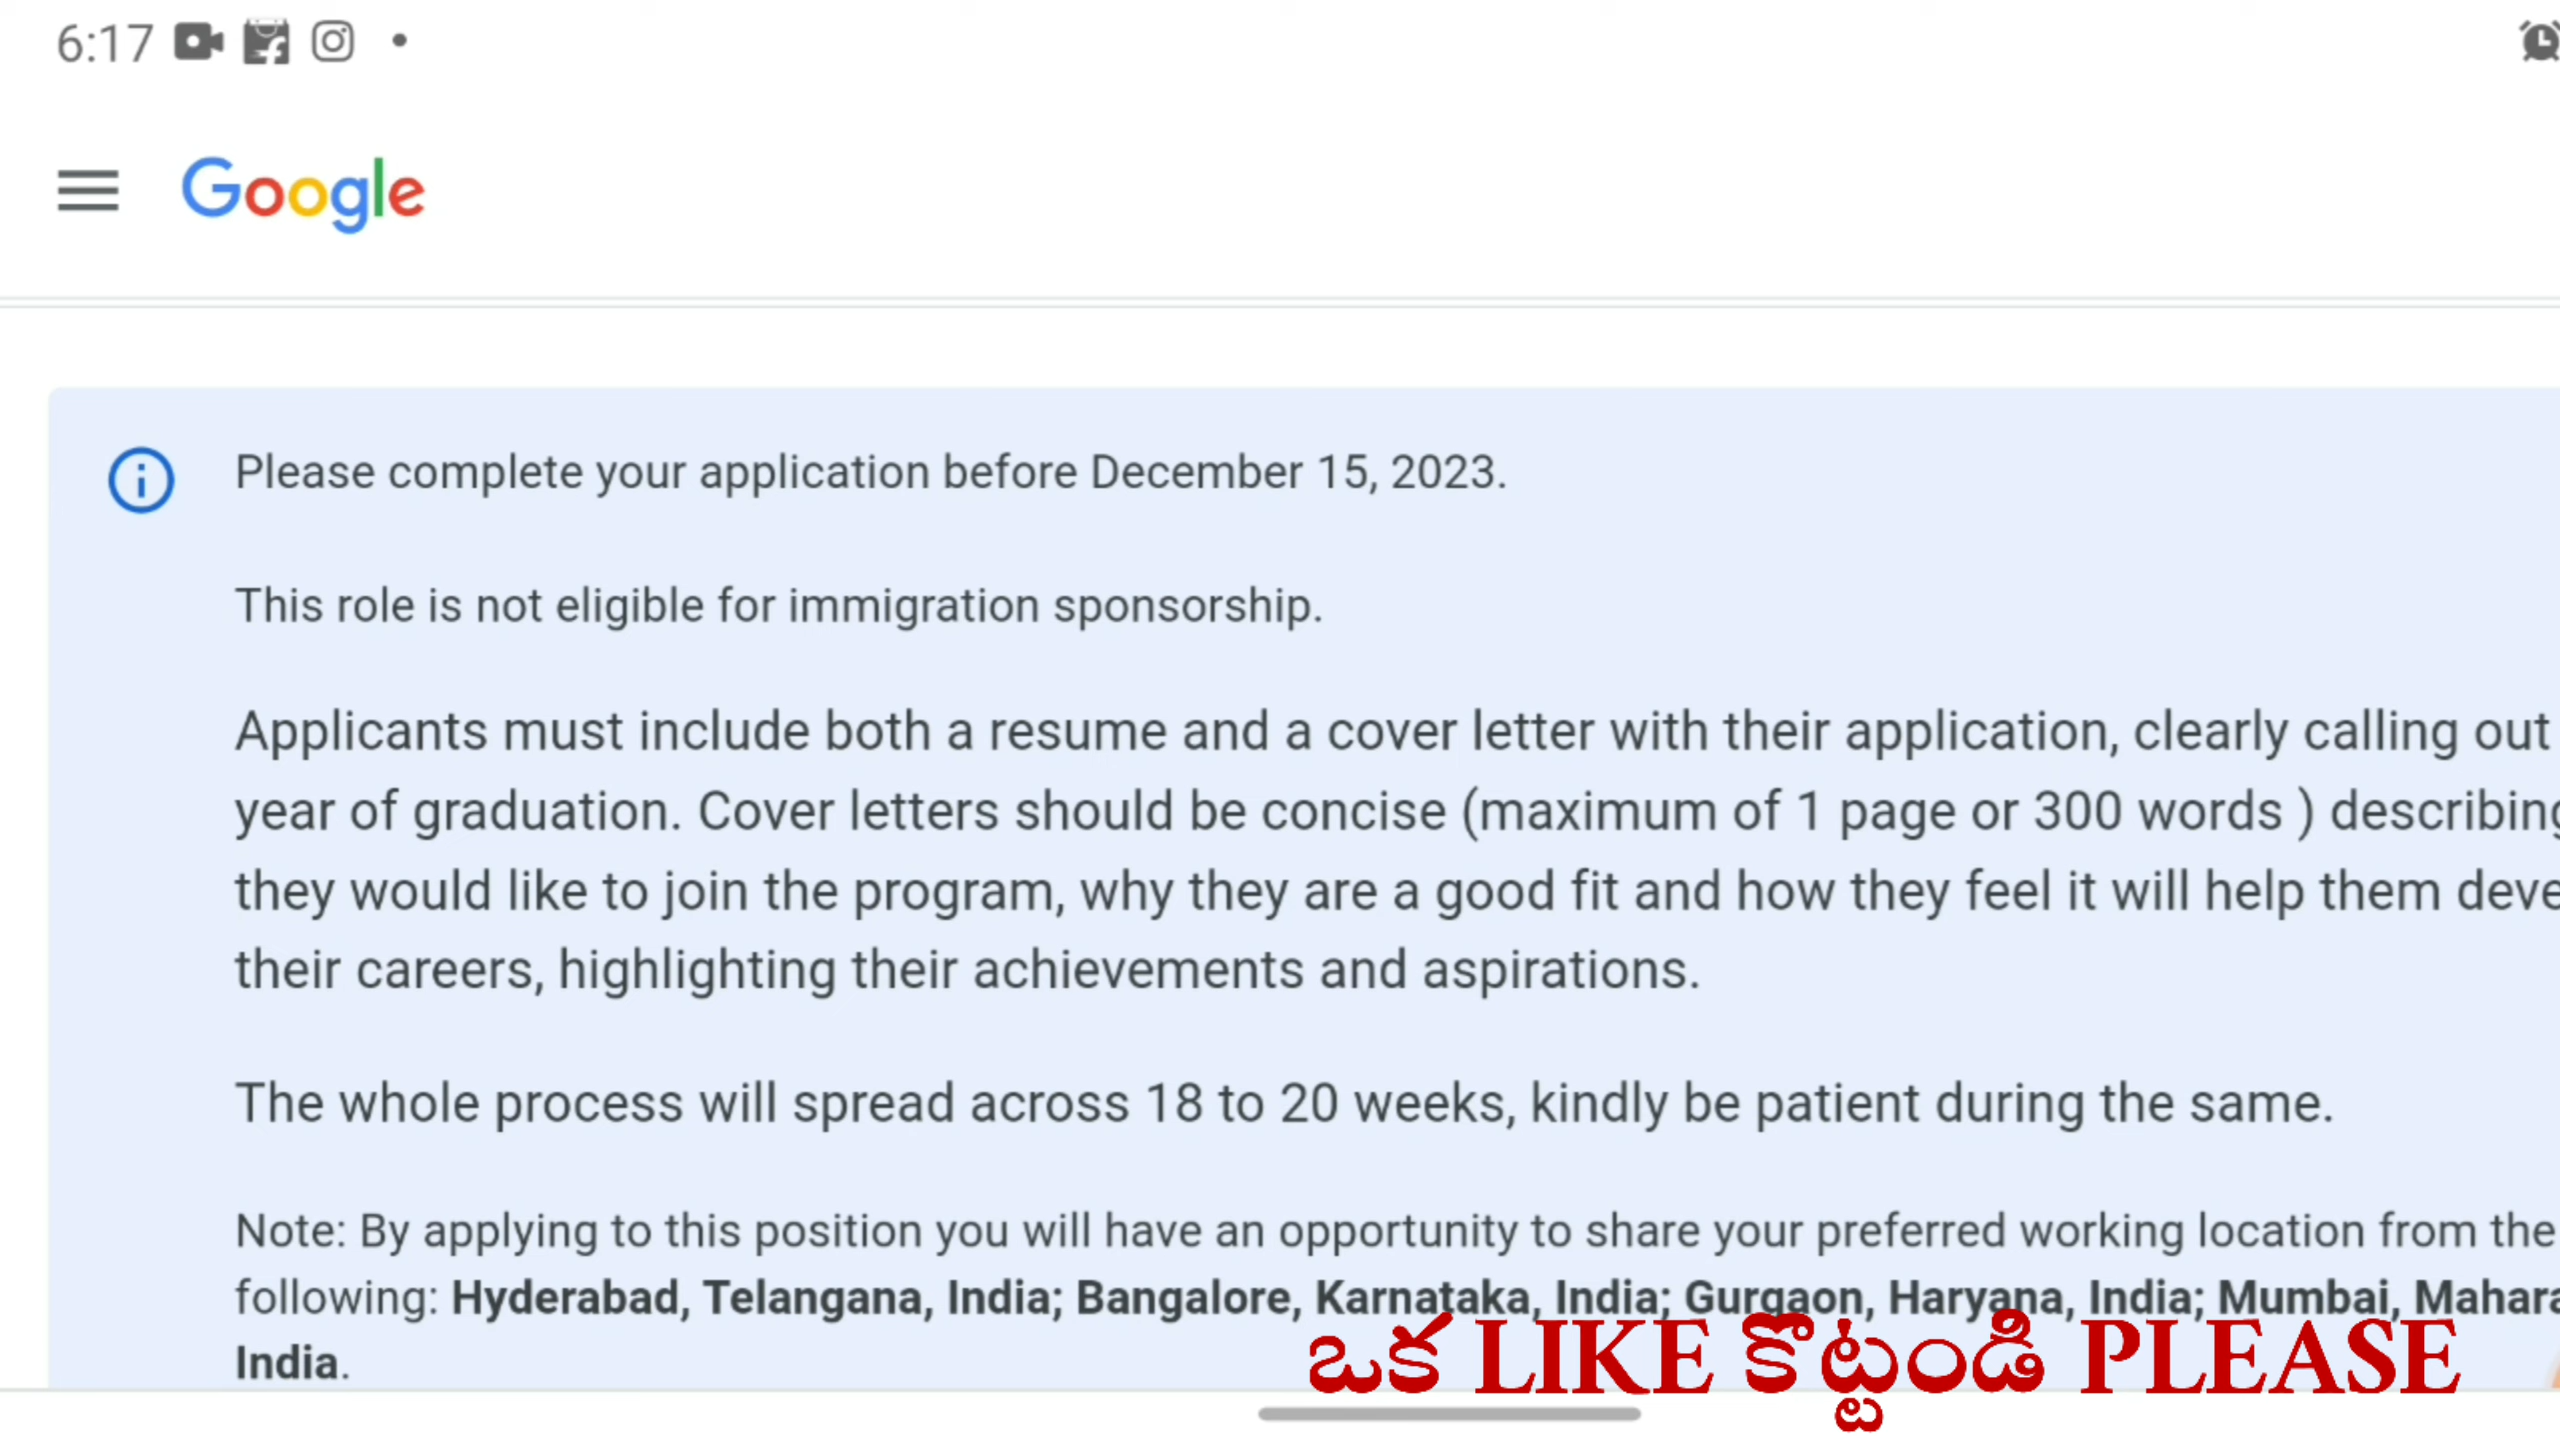 6:17
Google
Please complete your application before December 15, 2023.
This role is not eligible for immigration sponsorship.
Applicants must include both a resume and a cover letter with their application, clearly calling out
year of graduation. Cover letters should be concise (maximum of 1 page or 300 words ) describing
they would like to join the program, why they are a good fit and how they feel it will help them deve
their careers, highlighting their achievements and aspirations.
The whole process will spread across 18 to 20 weeks, kindly be patient during the same.
Note: By applying to this position you will have an opportunity to share your preferred working location from the
following: Hyderabad, Telangana, India; Bangalore, Karnataka, India; Gurgaon, Haryana, India; Mumbai, Mahara
India.
ఒక LIKE కొట్టండి PLEASE